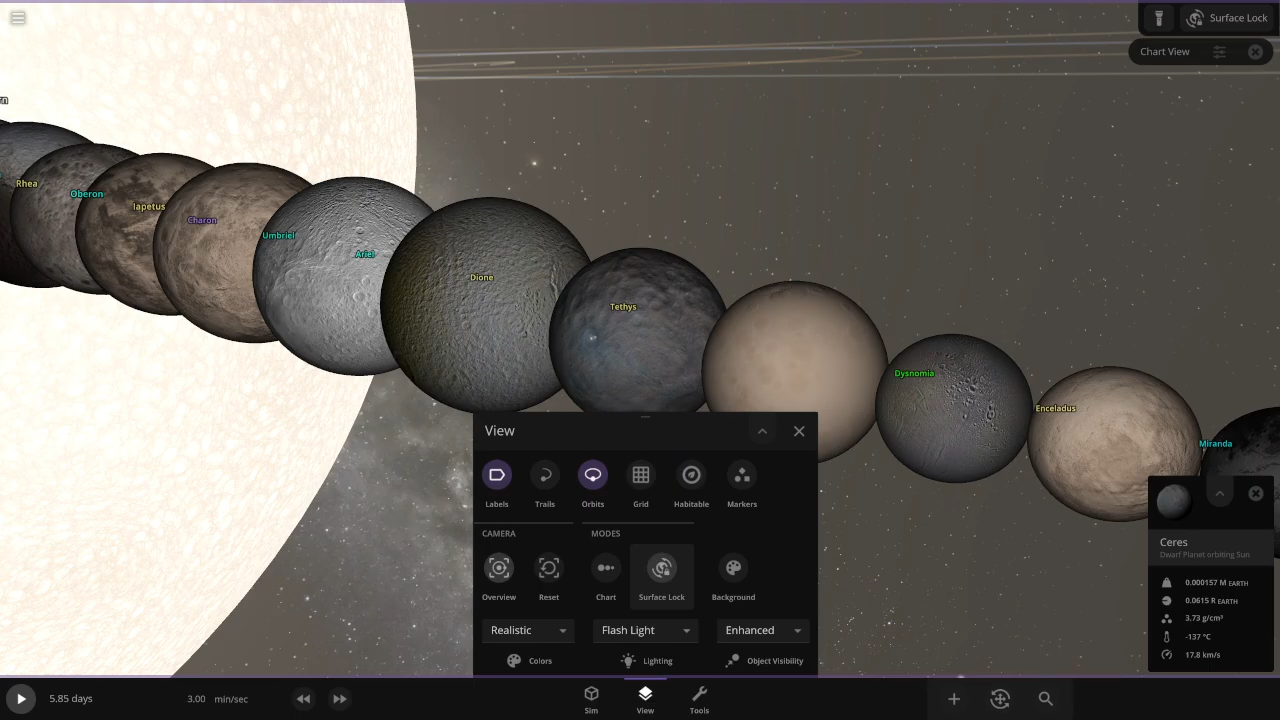 Surface Lock
Chart View
rn
Rhea
Oberon
Iapetus
Charon
Umbriel
Ariel
Dione
Tethys
Dysnomia
Enceladus
Miranda
View
Labels
Trails
Orbits
Grid
Habitable
Markers
CAMERA
MODES
Overview
Reset
Chart
Surface Lock
Background
Realistic
Flash Light
Enhanced
Colors
Lighting
Object Visibility
Ceres
Dwarf Planet orbiting Sun
0.000157 M EARTH
0.0615 R EARTH
3.73 g/cm³
-137 °C
17.8 km/s
5.85 days
3.00 min/sec
Sim
View
Tools